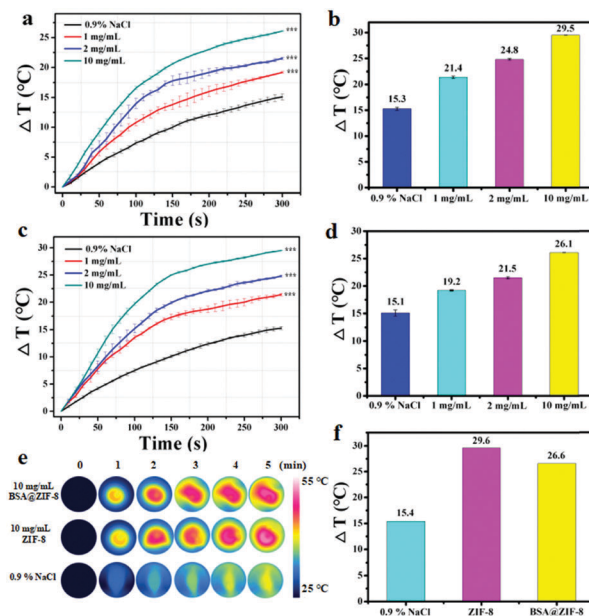 a
△ T (℃)
30
25
20
15
10
5
0
0.9% NaCl
1 mg/mL
2 mg/mL
10 mg/mL
***
***
***
0 50 100 150 200 250 300
Time (s)
b
△ T (℃)
30
25
20
15
10
5
0
15.3
21.4
24.8
29.5
0.9 % NaCl 1 mg/mL 2 mg/mL 10 mg/mL
c
△ T (℃)
30
25
20
15
10
5
0
0.9% NaCl
1 mg/mL
2 mg/mL
10 mg/mL
***
***
***
0 50 100 150 200 250 300
Time (s)
d
△ T (℃)
30
25
20
15
10
5
0
15.1
19.2
21.5
26.1
0.9 % NaCl 1 mg/mL 2 mg/mL 10 mg/mL
e
0 1 2 3 4 5 (min)
10 mg/mL
BSA@ZIF-8
10 mg/mL
ZIF-8
0.9 % NaCl
55 ℃
25 ℃
f
△ T (℃)
30
25
20
15
10
5
0
15.4
29.6
26.6
0.9 % NaCl ZIF-8 BSA@ZIF-8